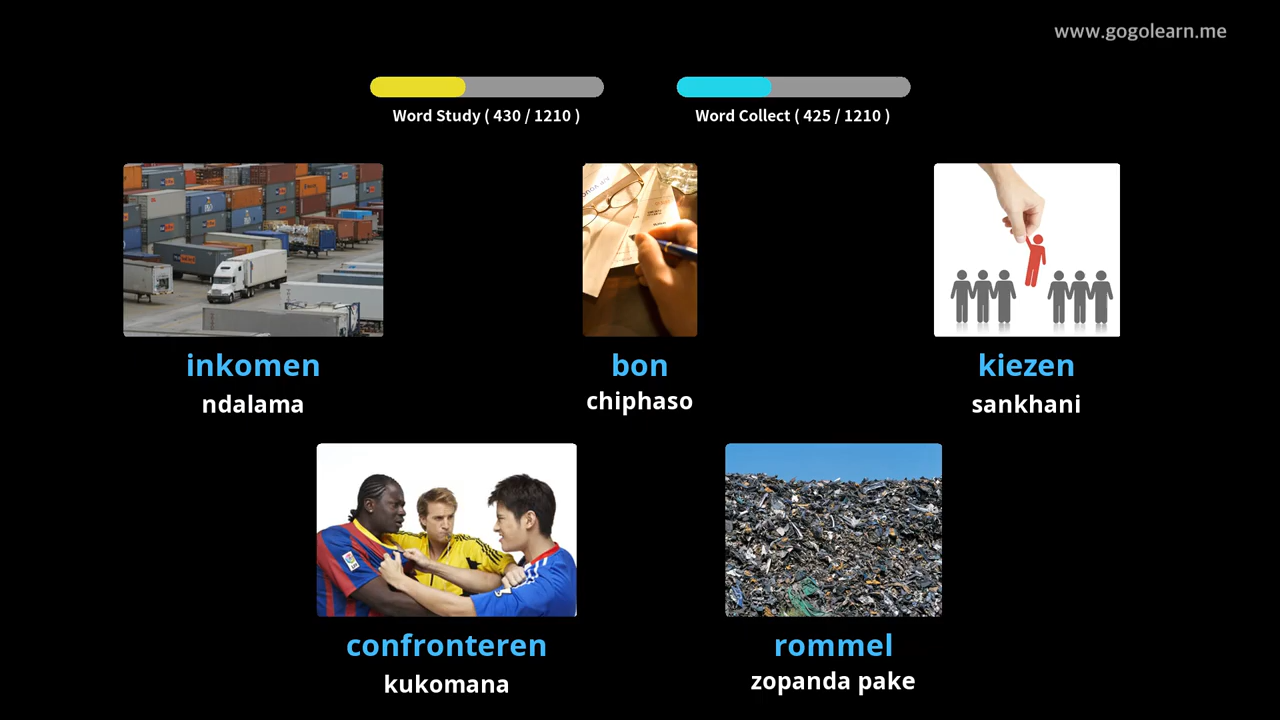 www.gogolearn.me
Word Study ( 430 / 1210 )
Word Collect ( 425 / 1210 )
inkomen
ndalama
bon
chiphaso
kiezen
sankhani
confronteren
kukomana
rommel
zopanda pake